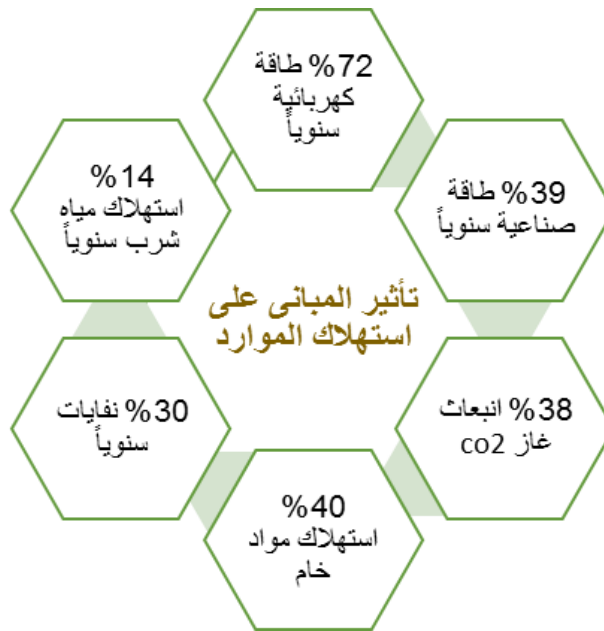 %72 طاقة
كهربائية
سنوياً
%39 طاقة
صناعية سنوياً
%38 انبعاث
غاز co2
%40
استهلاك مواد
خام
%30 نفايات
سنوياً
%14
استهلاك مياه
شرب سنوياً
تأثير المبانى على
استهلاك الموارد